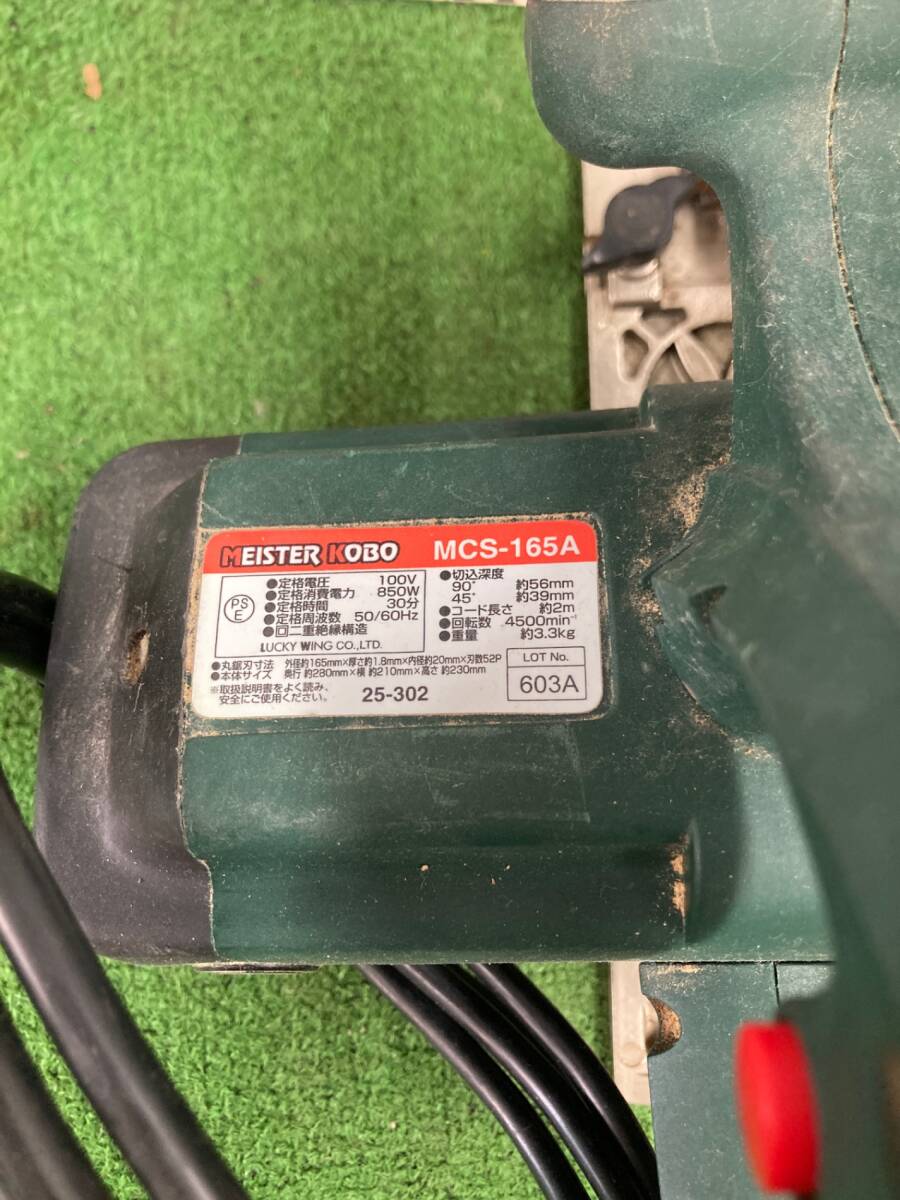 MEISTER KOBO MCS-165A
PS E
●定格電圧 100V
●定格消費電力 850W
●定格時間 30分
●定格周波数 50/60Hz
●回二重絶縁構造
LUCKY WING CO.,LTD.
●切込深度
90° 約56mm
45° 約39mm
●コード長さ 約2m
●回転数 4500min⁻¹
●重量 約3.3kg
●丸鋸刃寸法 外径約165mm×厚さ約1.8mm×内径約20mm×刃数52P
●本体サイズ 奥行 約280mm×横 約210mm×高さ 約230mm
※取扱説明書をよく読み、
安全にご使用ください。
25-302
LOT No.
603A